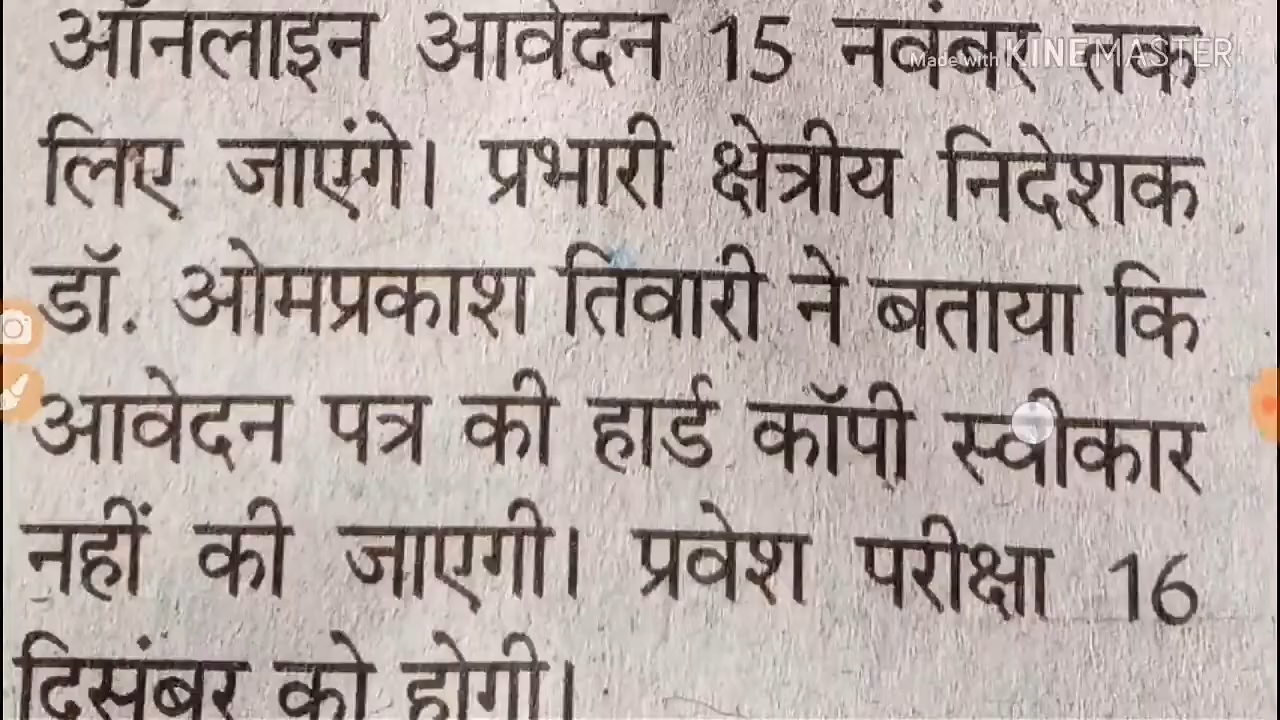 ऑनलाइन आवेदन 15 नवंबर तक
Made with KINEMASTER
लिए जाएंगे। प्रभारी क्षेत्रीय निदेशक
डॉ. ओमप्रकाश तिवारी ने बताया कि
आवेदन पत्र की हार्ड कॉपी स्वीकार
नहीं की जाएगी। प्रवेश परीक्षा 16
दिसंबर को होगी।